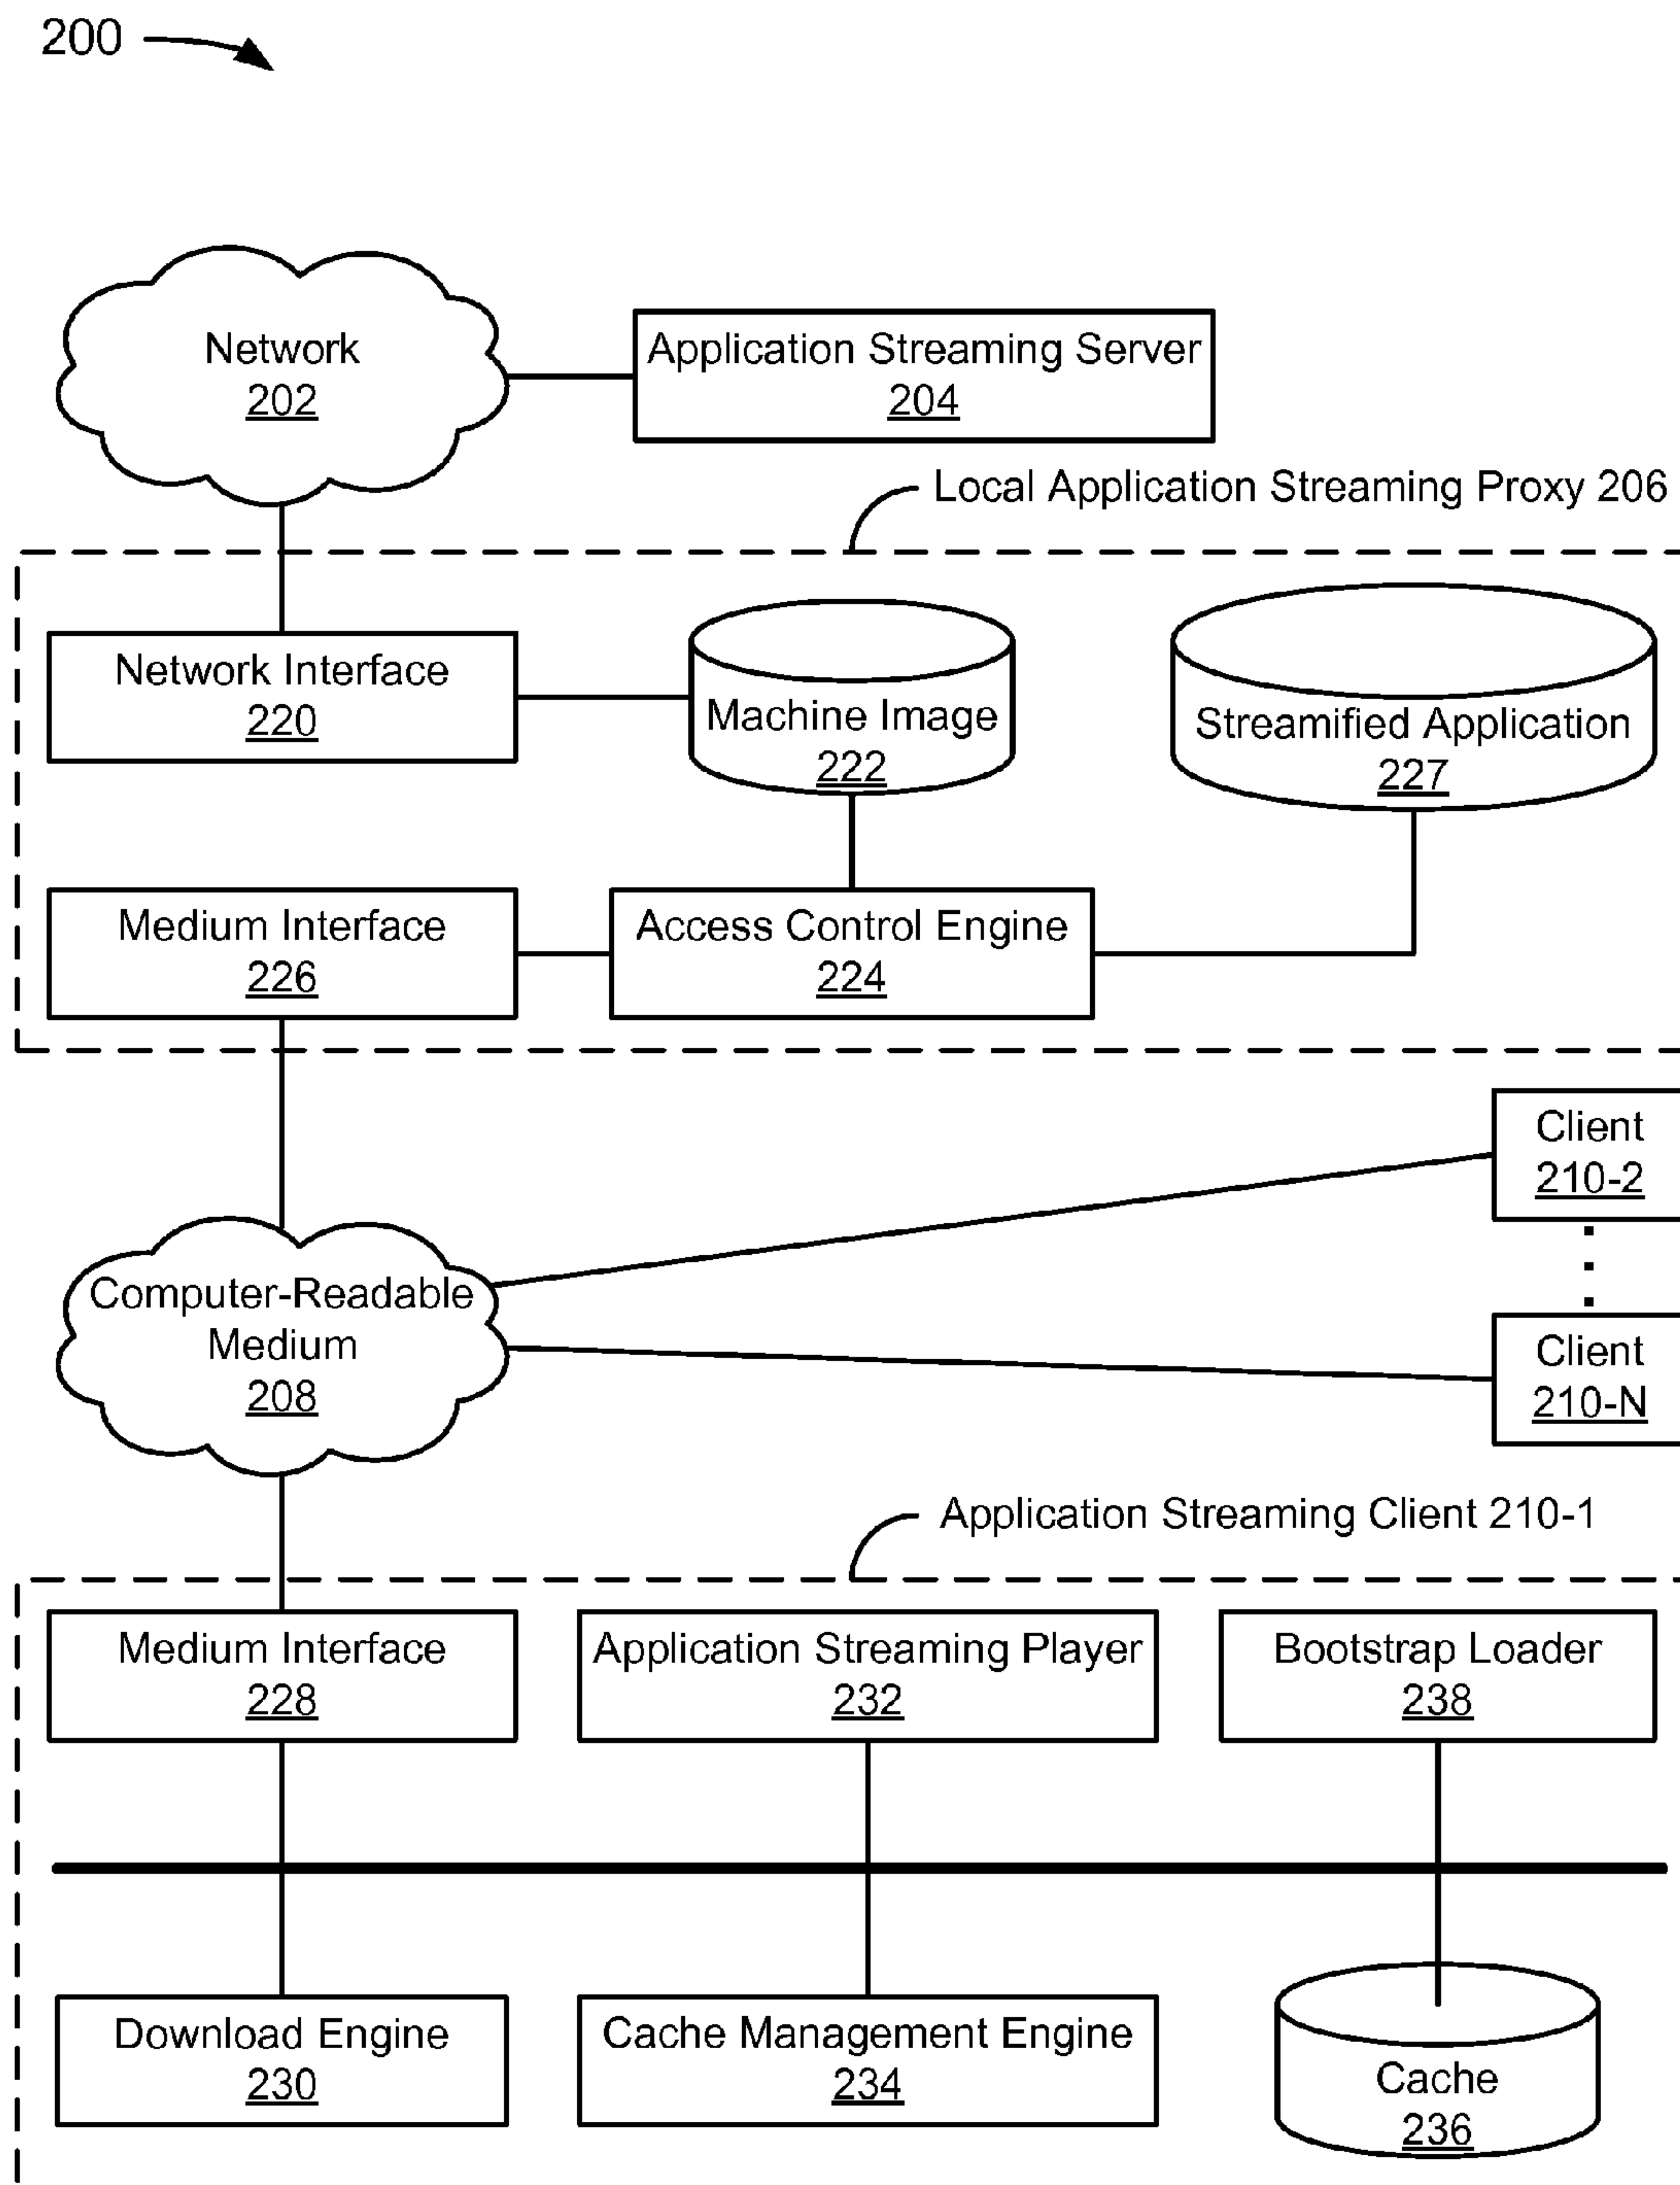 200
Network
202
Application Streaming Server
204
Local Application Streaming Proxy 206
Network Interface
220
Machine Image
222
Streamified Application
227
Medium Interface
226
Access Control Engine
224
Client
210-2
Computer-Readable
Medium
208
Client
210-N
Application Streaming Client 210-1
Medium Interface
228
Application Streaming Player
232
Bootstrap Loader
238
Download Engine
230
Cache Management Engine
234
Cache
236